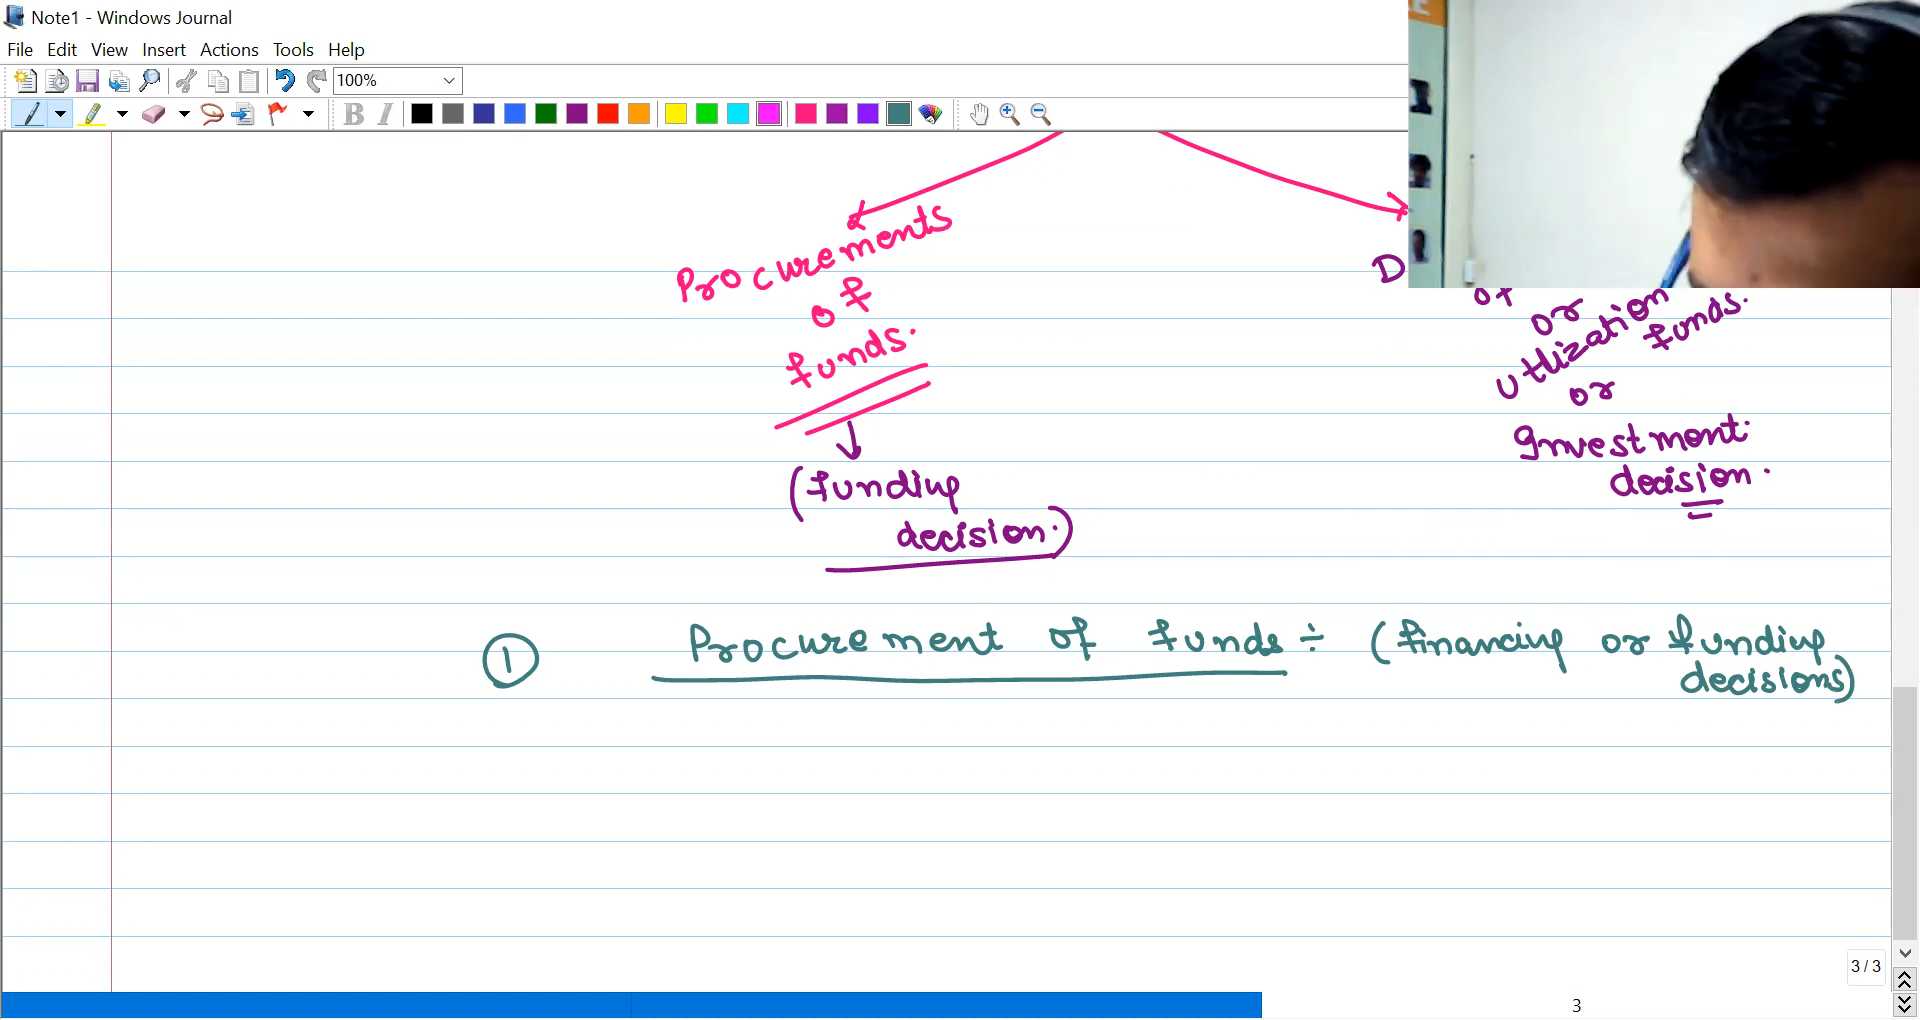 Note1 - Windows Journal
File Edit View Insert Actions Tools Help
100%
B I
Procurements
of
funds.
(funding
decision.)
D
of
or
utlization
funds.
or
Investment
decision.
1 Procurement of funds ÷ (financing or funding
decisions)
3 / 3
3